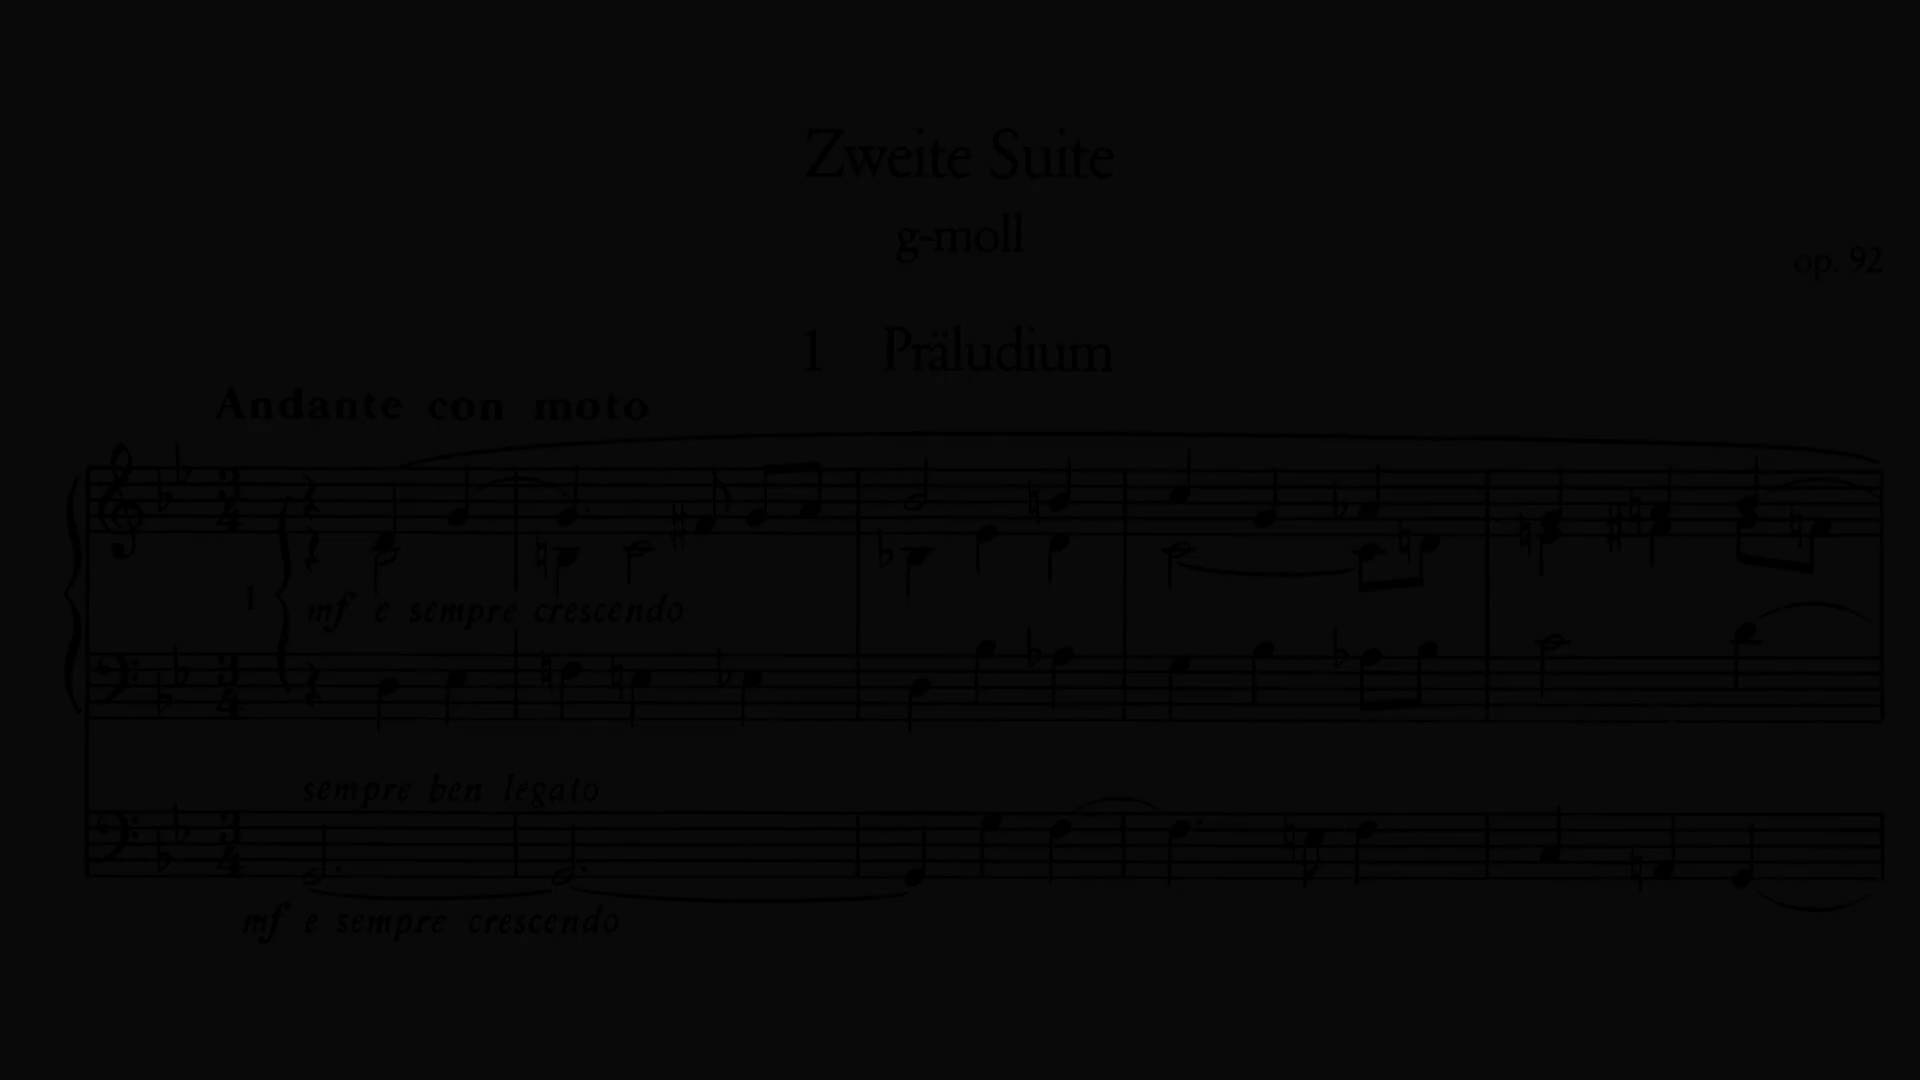 Zweite Suite
g-moll
op. 92
1 Präludium
Andante con moto
I
mf e sempre crescendo
sempre ben legato
mf e sempre crescendo